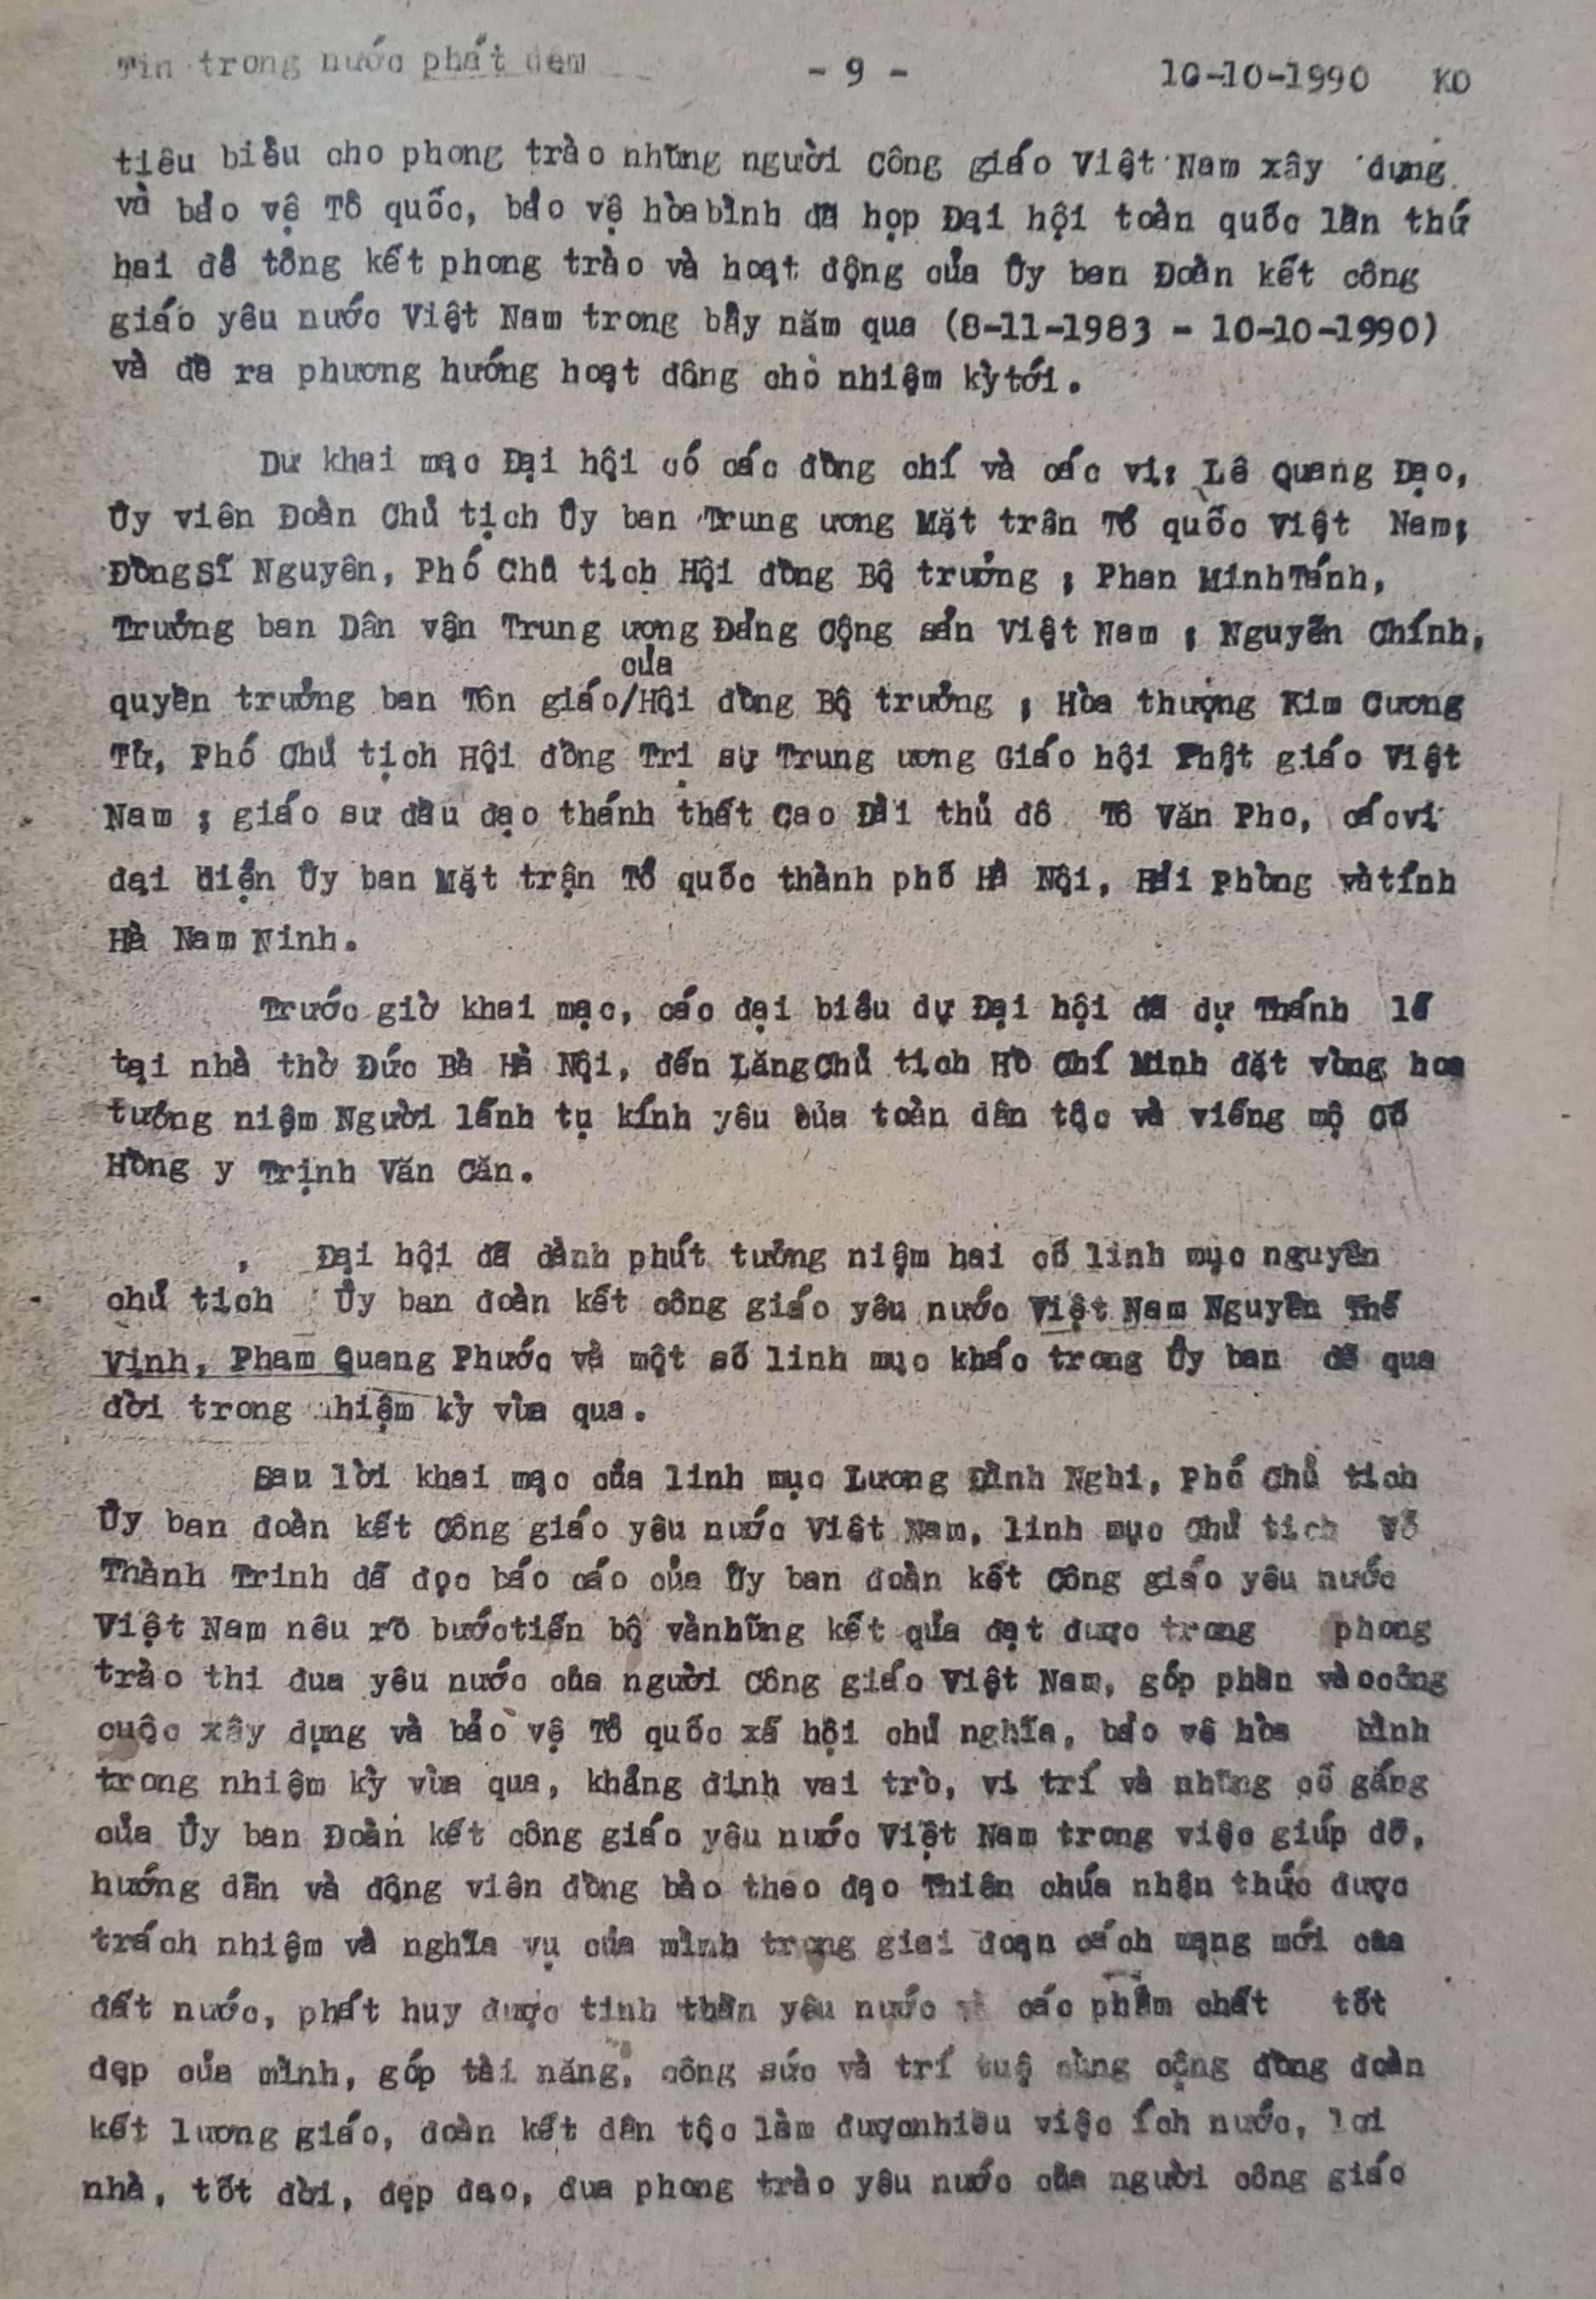 Tin trong nước phát đêm - 9 - 10-10-1990 KO
tiêu biểu cho phong trào những người Công giáo Việt Nam xây dựng
và bảo vệ Tổ quốc, bảo vệ hòa bình đã họp Đại hội toàn quốc lần thứ
hai để tổng kết phong trào và hoạt động của Ủy ban Đoàn kết công
giáo yêu nước Việt Nam trong bẩy năm qua (8-11-1983 - 10-10-1990)
và đề ra phương hướng hoạt động cho nhiệm kỳ tới.
Dự khai mạc Đại hội có các đồng chí và các vị: Lê Quang Đạo,
Ủy viên Đoàn Chủ tịch Ủy ban Trung ương Mặt trận Tổ quốc Việt Nam;
Đồng Sĩ Nguyên, Phó Chủ tịch Hội đồng Bộ trưởng ; Phan Minh Tánh,
Trưởng ban Dân vận Trung ương Đảng Cộng sản Việt Nam ; Nguyễn Chính,
của
quyền trưởng ban Tôn giáo/Hội đồng Bộ trưởng ; Hòa thượng Kim Cương
Tử, Phó Chủ tịch Hội đồng Trị sự Trung ương Giáo hội Phật giáo Việt
Nam ; giáo sư đầu đạo thánh thất Cao Đài thủ đô Tô Văn Pho, các vị
đại diện Ủy ban Mặt trận Tổ quốc thành phố Hà Nội, Hải Phòng và tỉnh
Hà Nam Ninh.
Trước giờ khai mạc, các đại biểu dự Đại hội đã dự Thánh lễ
tại nhà thờ Đức Bà Hà Nội, đến Lăng Chủ tịch Hồ Chí Minh đặt vòng hoa
tưởng niệm Người lãnh tụ kính yêu của toàn dân tộc và viếng mộ Cố
Hồng y Trịnh Văn Căn.
Đại hội đã dành phút tưởng niệm hai cố linh mục nguyên
chủ tịch Ủy ban đoàn kết công giáo yêu nước Việt Nam Nguyễn Thế
Vịnh, Phạm Quang Phước và một số linh mục khác trong Ủy ban đã qua
đời trong nhiệm kỳ vừa qua.
Sau lời khai mạc của linh mục Lương Đình Nghi, Phó Chủ tịch
Ủy ban đoàn kết Công giáo yêu nước Việt Nam, linh mục Chủ tịch Võ
Thành Trinh đã đọc báo cáo của Ủy ban đoàn kết Công giáo yêu nước
Việt Nam nêu rõ bước tiến bộ và những kết qủa đạt được trong phong
trào thi đua yêu nước của người Công giáo Việt Nam, góp phần vào công
cuộc xây dựng và bảo vệ Tổ quốc xã hội chủ nghĩa, bảo vệ hòa bình
trong nhiệm kỳ vừa qua, khẳng định vai trò, vị trí và những cố gắng
của Ủy ban Đoàn kết công giáo yêu nước Việt Nam trong việc giúp đỡ,
hướng dẫn và động viên đồng bào theo đạo Thiên chúa nhận thức được
trách nhiệm và nghĩa vụ của mình trong giai đoạn cách mạng mới của
đất nước, phát huy được tinh thần yêu nước và các phẩm chất tốt
đẹp của mình, góp tài năng, công sức và trí tuệ cùng cộng đồng đoàn
kết lương giáo, đoàn kết dân tộc làm được nhiều việc ích nước, lợi
nhà, tốt đời, đẹp đạo, đưa phong trào yêu nước của người công giáo